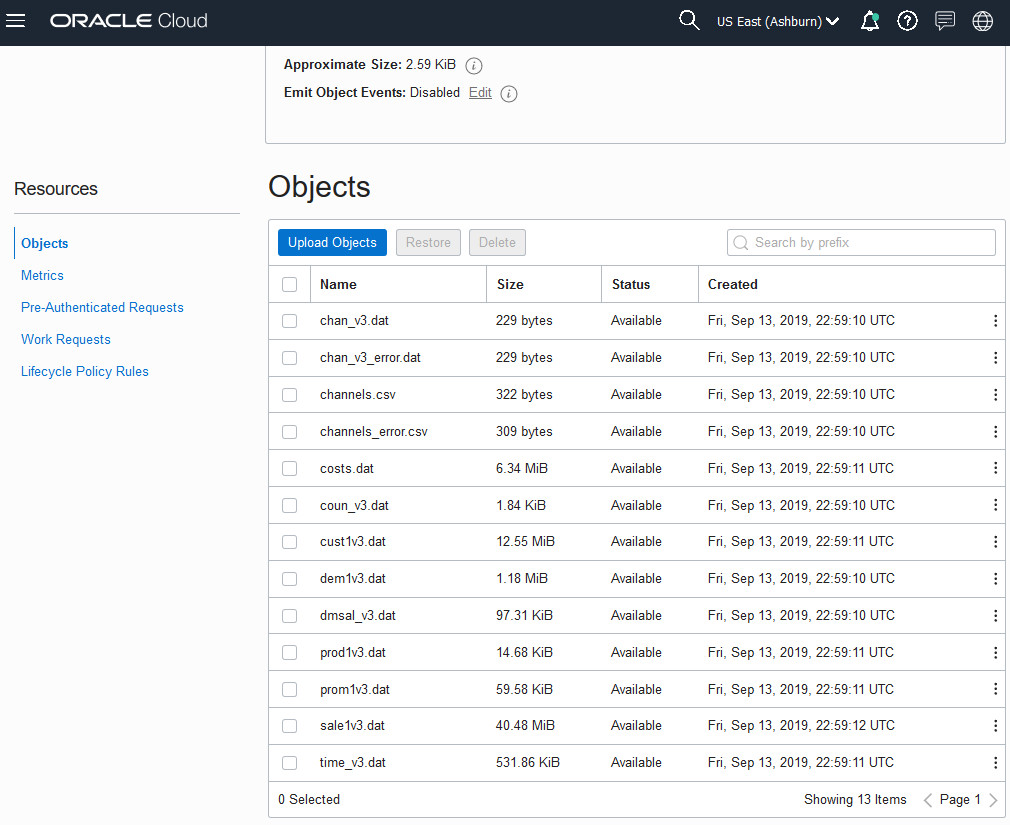 ORACLE Cloud US East (Ashburn)
Approximate Size: 2.59 KiB
Emit Object Events: Disabled Edit
Resources
Objects
Metrics
Pre-Authenticated Requests
Work Requests
Lifecycle Policy Rules
Objects
Upload Objects Restore Delete Search by prefix
Name Size Status Created
chan_v3.dat 229 bytes Available Fri, Sep 13, 2019, 22:59:10 UTC
chan_v3_error.dat 229 bytes Available Fri, Sep 13, 2019, 22:59:10 UTC
channels.csv 322 bytes Available Fri, Sep 13, 2019, 22:59:10 UTC
channels_error.csv 309 bytes Available Fri, Sep 13, 2019, 22:59:10 UTC
costs.dat 6.34 MiB Available Fri, Sep 13, 2019, 22:59:11 UTC
coun_v3.dat 1.84 KiB Available Fri, Sep 13, 2019, 22:59:10 UTC
cust1v3.dat 12.55 MiB Available Fri, Sep 13, 2019, 22:59:11 UTC
dem1v3.dat 1.18 MiB Available Fri, Sep 13, 2019, 22:59:10 UTC
dmsal_v3.dat 97.31 KiB Available Fri, Sep 13, 2019, 22:59:10 UTC
prod1v3.dat 14.68 KiB Available Fri, Sep 13, 2019, 22:59:11 UTC
prom1v3.dat 59.58 KiB Available Fri, Sep 13, 2019, 22:59:11 UTC
sale1v3.dat 40.48 MiB Available Fri, Sep 13, 2019, 22:59:12 UTC
time_v3.dat 531.86 KiB Available Fri, Sep 13, 2019, 22:59:11 UTC
0 Selected Showing 13 Items Page 1